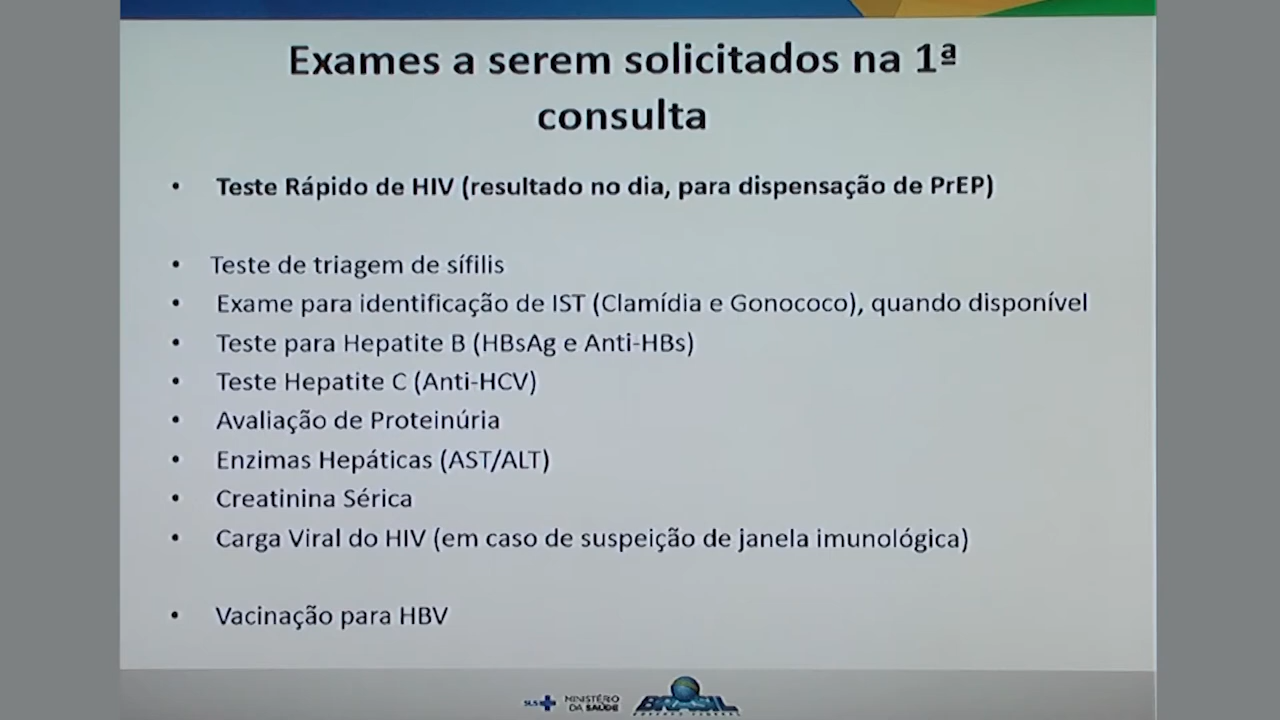 Exames a serem solicitados na 1ª
consulta
• Teste Rápido de HIV (resultado no dia, para dispensação de PrEP)
• Teste de triagem de sífilis
• Exame para identificação de IST (Clamídia e Gonococo), quando disponível
• Teste para Hepatite B (HBsAg e Anti-HBs)
• Teste Hepatite C (Anti-HCV)
• Avaliação de Proteinúria
• Enzimas Hepáticas (AST/ALT)
• Creatinina Sérica
• Carga Viral do HIV (em caso de suspeição de janela imunológica)
• Vacinação para HBV
SUS MINISTÉRIO DA SAÚDE BRASIL GOVERNO FEDERAL